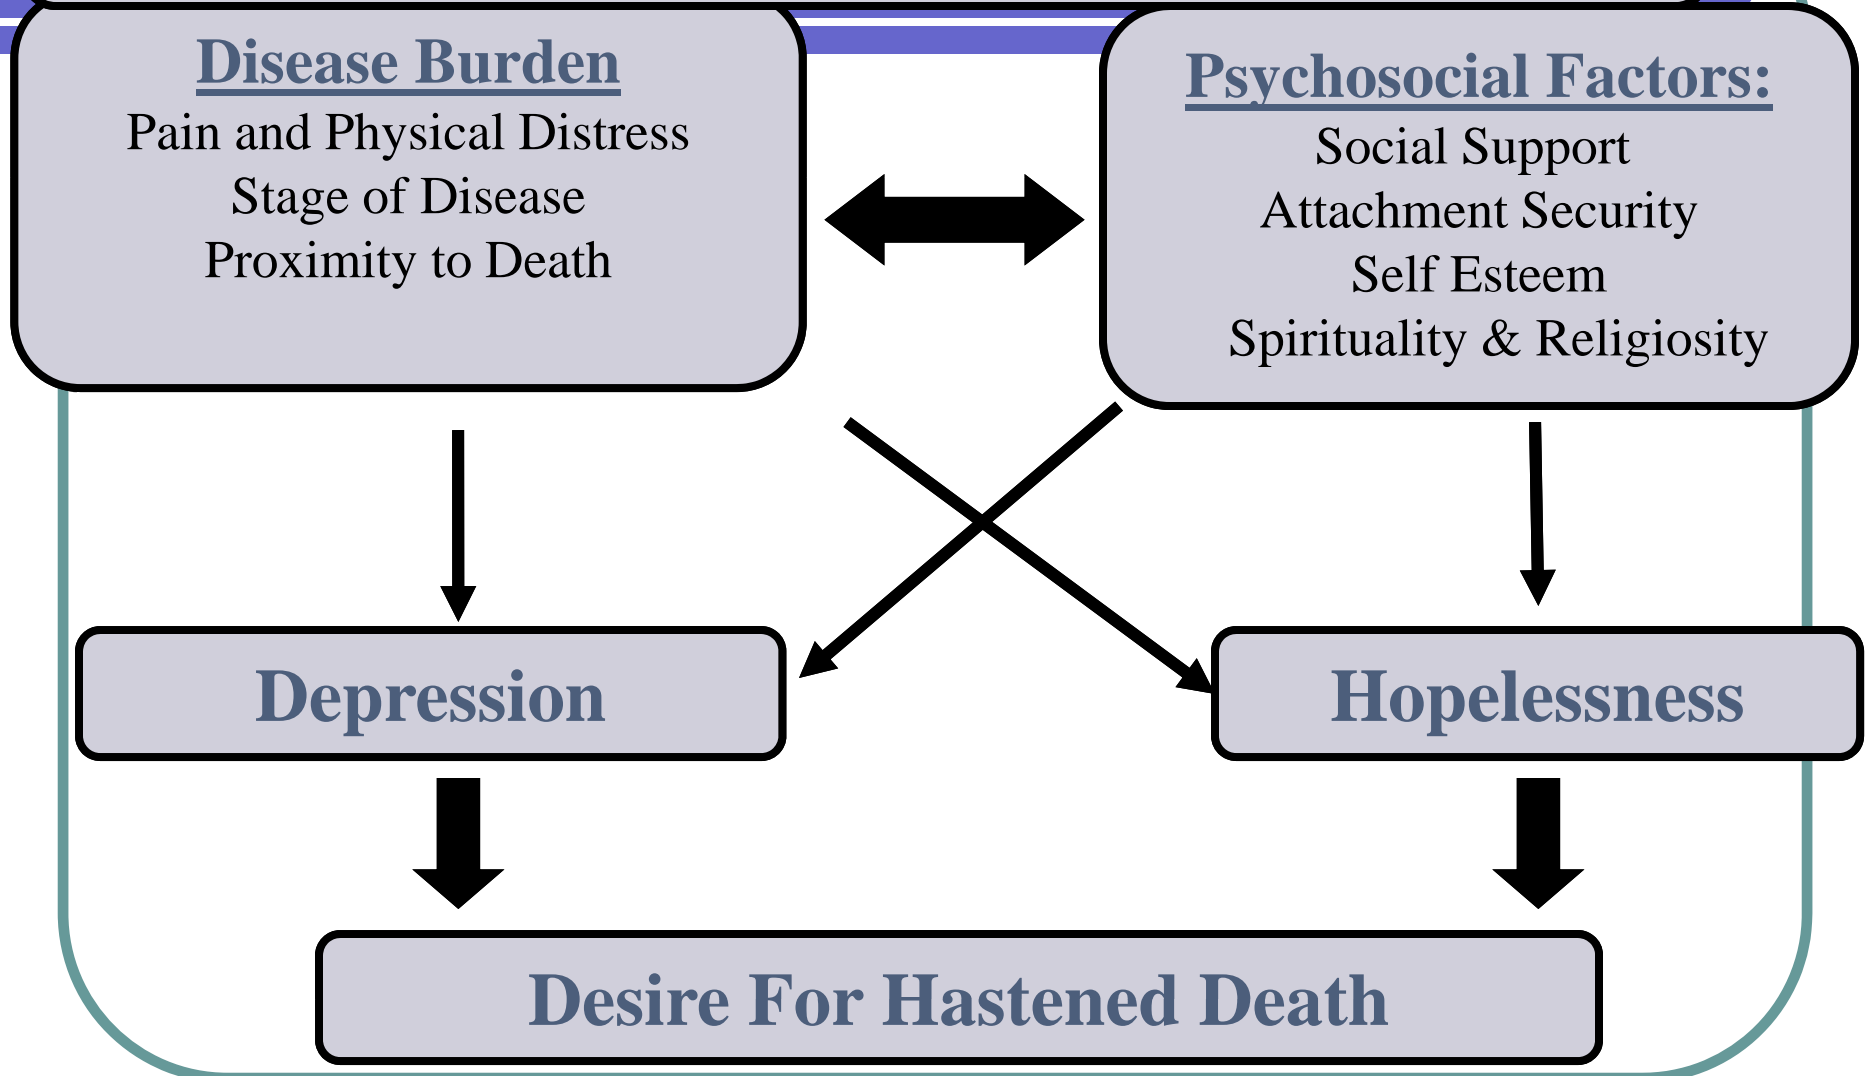 Disease Burden
Pain and Physical Distress
Stage of Disease
Proximity to Death
Psychosocial Factors:
Social Support
Attachment Security
Self Esteem
Spirituality & Religiosity
Depression
Hopelessness
Desire For Hastened Death